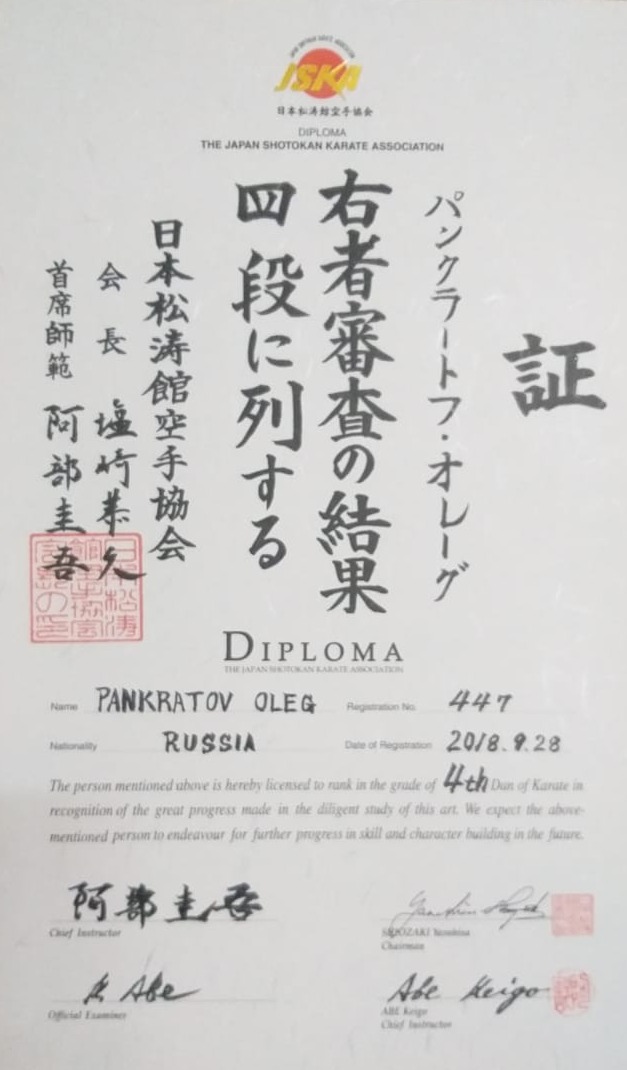 JSKA
日本松涛館空手協会
DIPLOMA
THE JAPAN SHOTOKAN KARATE ASSOCIATION
証
パンクラートフ・オレーグ
右者審査の結果
四段に列する
日本松涛館空手協会
会長 塩崎恭久
首席師範 阿部圭吾
DIPLOMA
THE JAPAN SHOTOKAN KARATE ASSOCIATION
Name PANKRATOV OLEG Registration No. 447
Nationality RUSSIA Date of Registration 2018.9.28
The person mentioned above is hereby licensed to rank in the grade of 4th Dan of Karate in
recognition of the great progress made in the diligent study of this art. We expect the above-
mentioned person to endeavour for further progress in skill and character building in the future.
阿部圭吾
Chief Instructor
SHIOZAKI Yasuhisa
Chairman
K Abe
Official Examiner
Abe Keigo
ABE Keigo
Chief Instructor